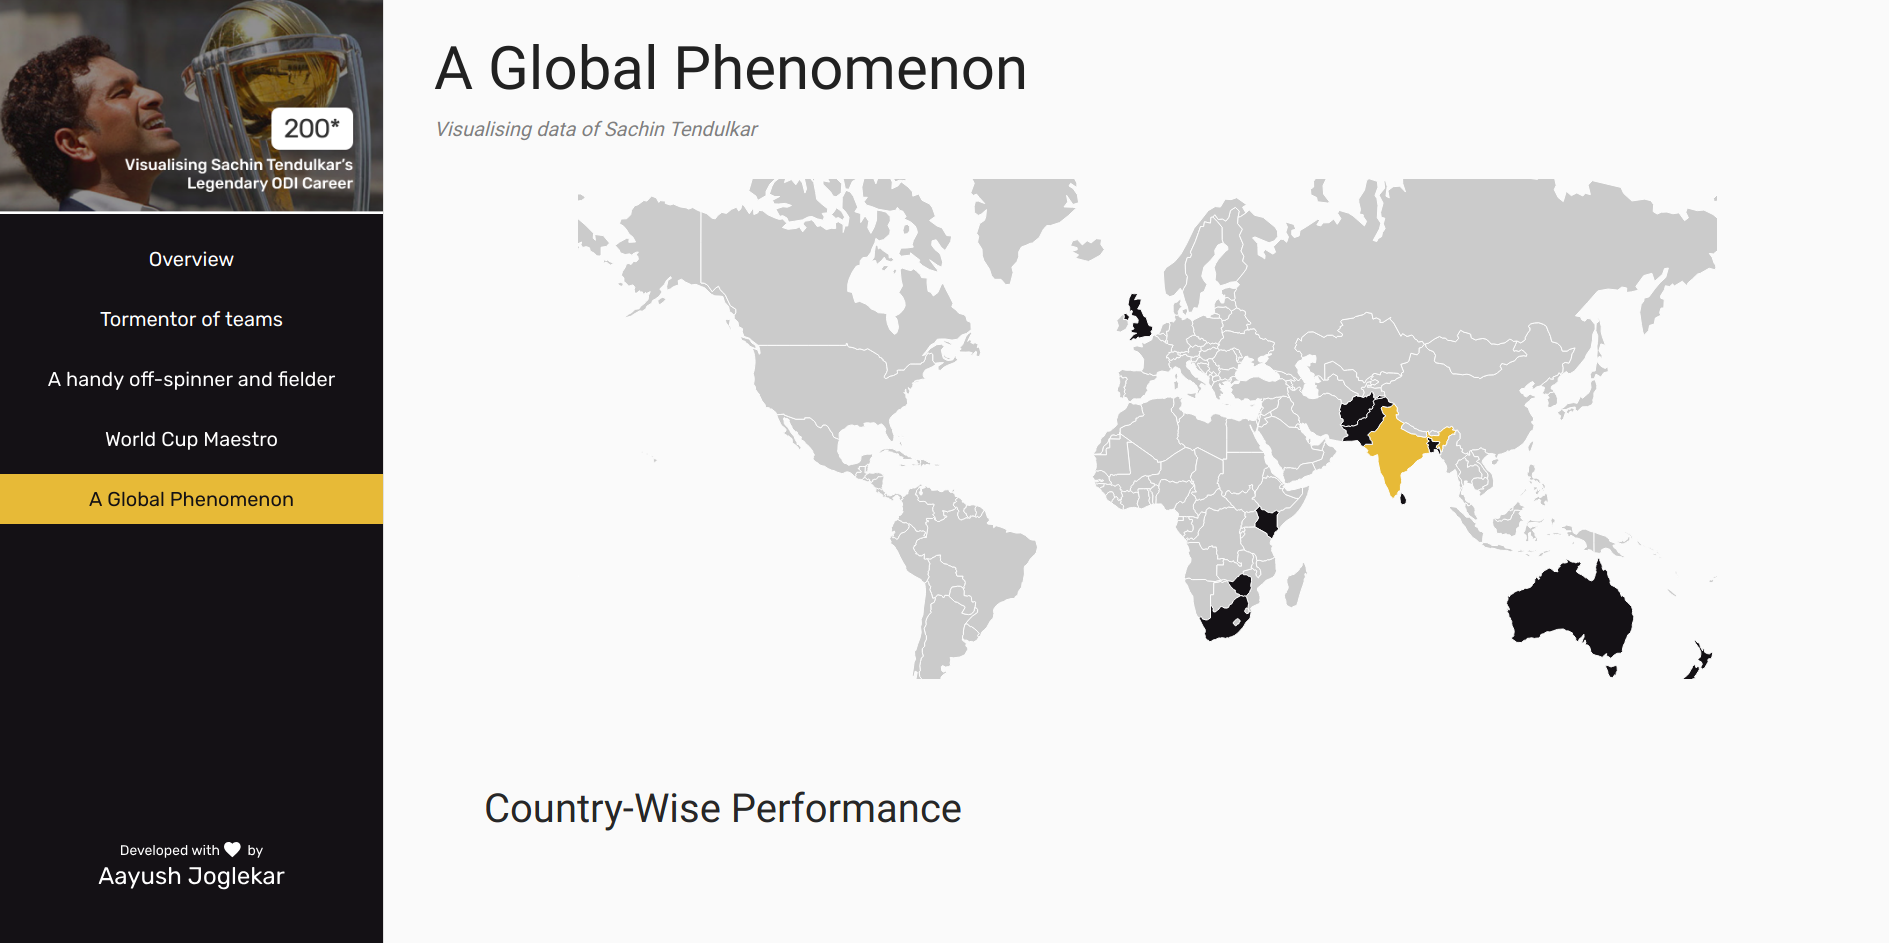 200*
Visualising Sachin Tendulkar's
Legendary ODI Career
Overview
Tormentor of teams
A handy off-spinner and fielder
World Cup Maestro
A Global Phenomenon
Developed with by
Aayush Joglekar
A Global Phenomenon
Visualising data of Sachin Tendulkar
Country-Wise Performance